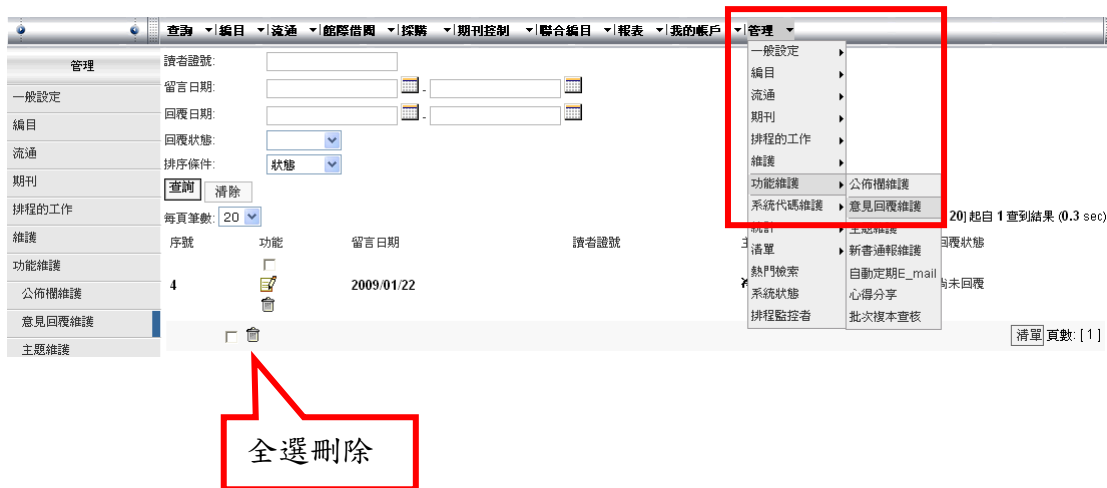 查詢 編目 流通 館際借閱 採購 期刊控制 聯合編目 報表 我的帳戶 管理
管理
一般設定
編目
流通
期刊
排程的工作
維護
功能維護
公佈欄維護
意見回覆維護
主題維護
讀者證號:
留言日期: -
回覆日期: -
回覆狀態:
排序條件: 狀態
查詢 清除
每頁筆數: 20
20] 起自 1 查到結果 (0.3 sec)
序號 功能 留言日期 讀者證號 回覆狀態
4 2009/01/22 尚未回覆
清單 頁數: [ 1 ]
一般設定
編目
流通
期刊
排程的工作
維護
功能維護
系統代碼維護
統計
清單
熱門檢索
系統狀態
排程監控者
公佈欄維護
意見回覆維護
主題維護
新書通報維護
自動定期E_mail
心得分享
批次複本查核
全選刪除